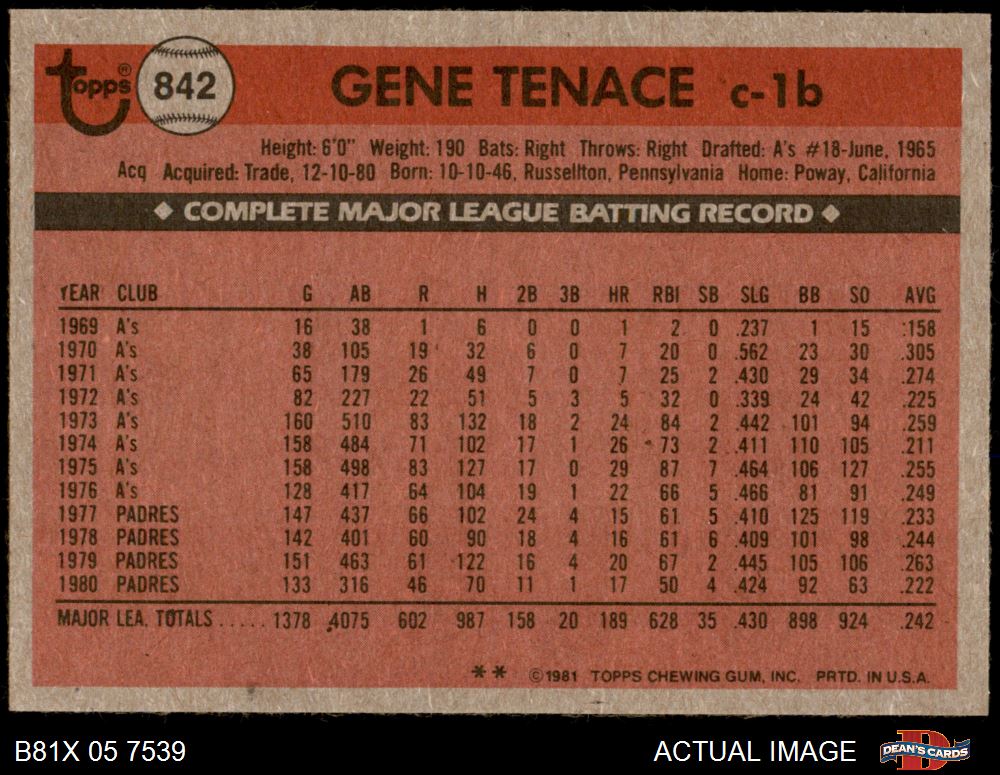 Topps® 842 GENE TENACE c-1b
Height: 6'0" Weight: 190 Bats: Right Throws: Right Drafted: A's #18-June, 1965
Acq Acquired: Trade, 12-10-80 Born: 10-10-46, Russellton, Pennsylvania Home: Poway, California
◆ COMPLETE MAJOR LEAGUE BATTING RECORD ◆
YEAR CLUB G AB R H 2B 3B HR RBI SB SLG BB SO AVG
1969 A's 16 38 1 6 0 0 1 2 0 .237 1 15 .158
1970 A's 38 105 19 32 6 0 7 20 0 .562 23 30 .305
1971 A's 65 179 26 49 7 0 7 25 2 .430 29 34 .274
1972 A's 82 227 22 51 5 3 5 32 0 .339 24 42 .225
1973 A's 160 510 83 132 18 2 24 84 2 .442 101 94 .259
1974 A's 158 484 71 102 17 1 26 73 2 .411 110 105 .211
1975 A's 158 498 83 127 17 0 29 87 7 .464 106 127 .255
1976 A's 128 417 64 104 19 1 22 66 5 .466 81 91 .249
1977 PADRES 147 437 66 102 24 4 15 61 5 .410 125 119 .233
1978 PADRES 142 401 60 90 18 4 16 61 6 .409 101 98 .244
1979 PADRES 151 463 61 122 16 4 20 67 2 .445 105 106 .263
1980 PADRES 133 316 46 70 11 1 17 50 4 .424 92 63 .222
MAJOR LEA. TOTALS ..... 1378 4075 602 987 158 20 189 628 35 .430 898 924 .242
** ©1981 TOPPS CHEWING GUM, INC. PRTD. IN U.S.A.
B81X 05 7539 ACTUAL IMAGE DEAN'S CARDS